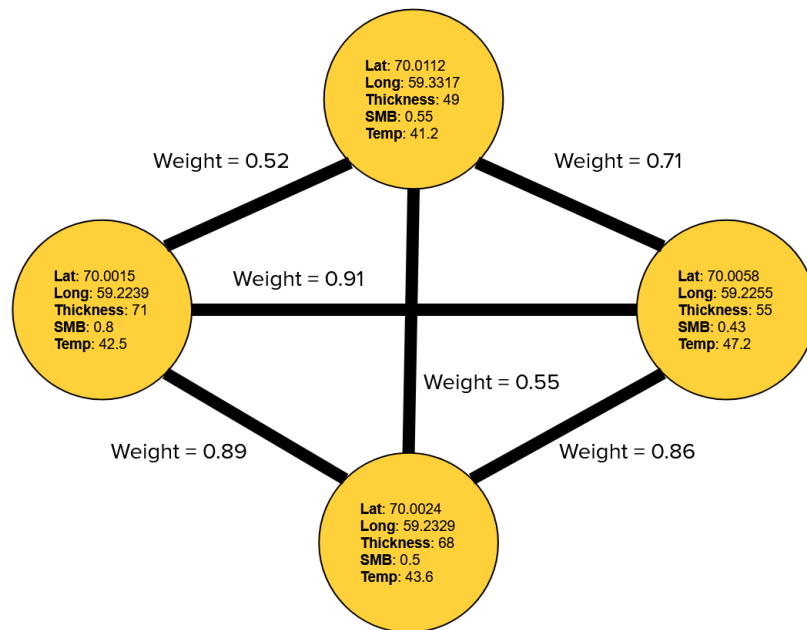 Lat: 70.0112
Long: 59.3317
Thickness: 49
SMB: 0.55
Temp: 41.2
Weight = 0.52
Weight = 0.71
Lat: 70.0015
Long: 59.2239
Thickness: 71
SMB: 0.8
Temp: 42.5
Weight = 0.91
Lat: 70.0058
Long: 59.2255
Thickness: 55
SMB: 0.43
Temp: 47.2
Weight = 0.55
Weight = 0.89
Weight = 0.86
Lat: 70.0024
Long: 59.2329
Thickness: 68
SMB: 0.5
Temp: 43.6